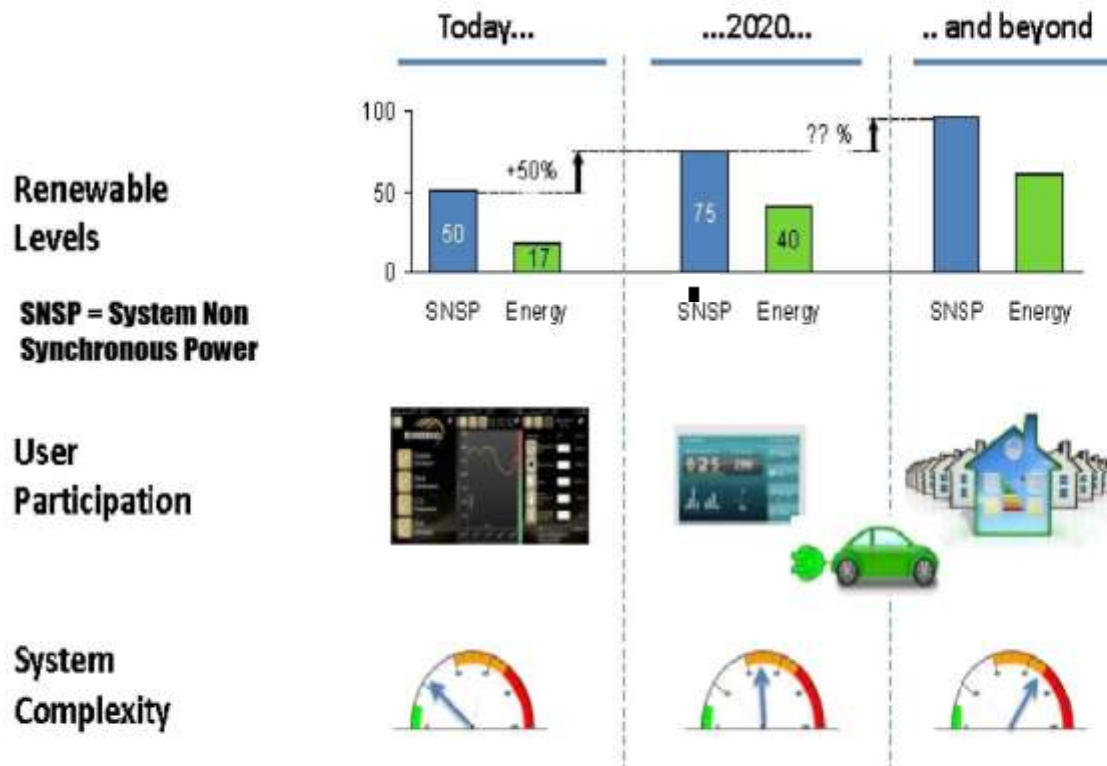 Today...
...2020...
.. and beyond
100
50
0
+50%
?? %
50
17
75
40
SNSP Energy
SNSP Energy
SNSP Energy
Renewable
Levels
SNSP = System Non
Synchronous Power
User
Participation
System
Complexity